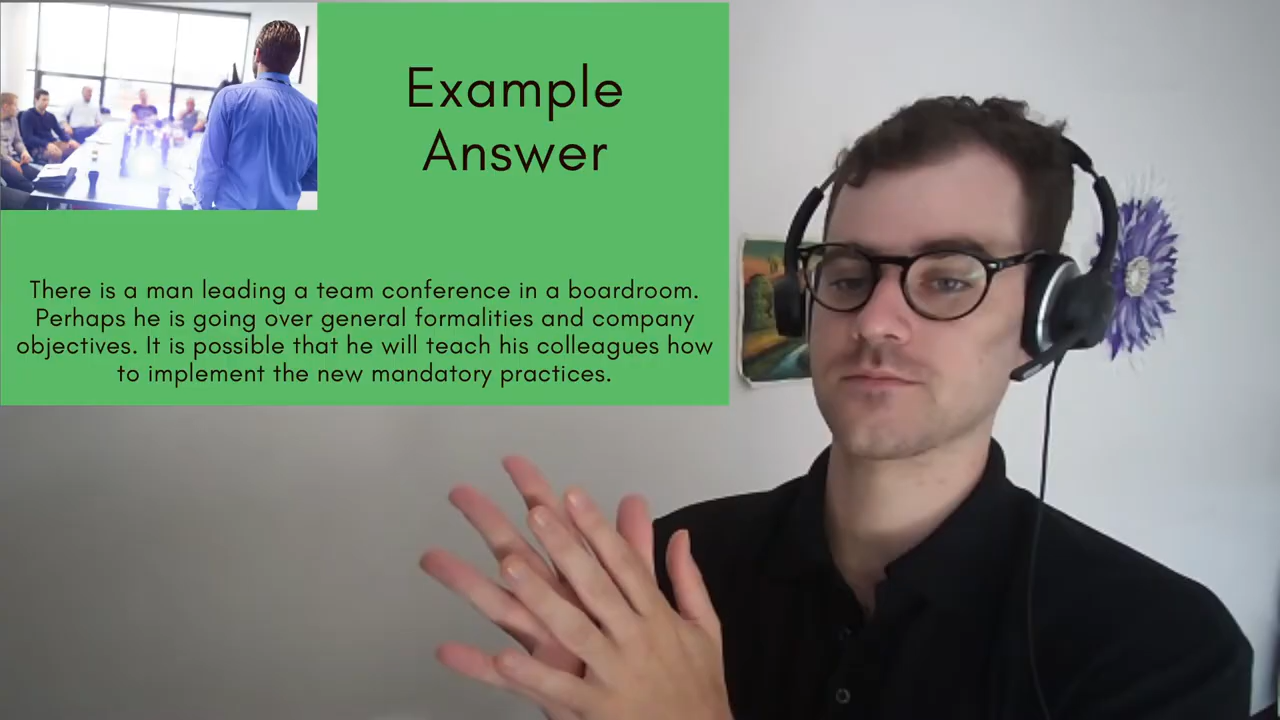 Example
Answer
There is a man leading a team conference in a boardroom.
Perhaps he is going over general formalities and company
objectives. It is possible that he will teach his colleagues how
to implement the new mandatory practices.